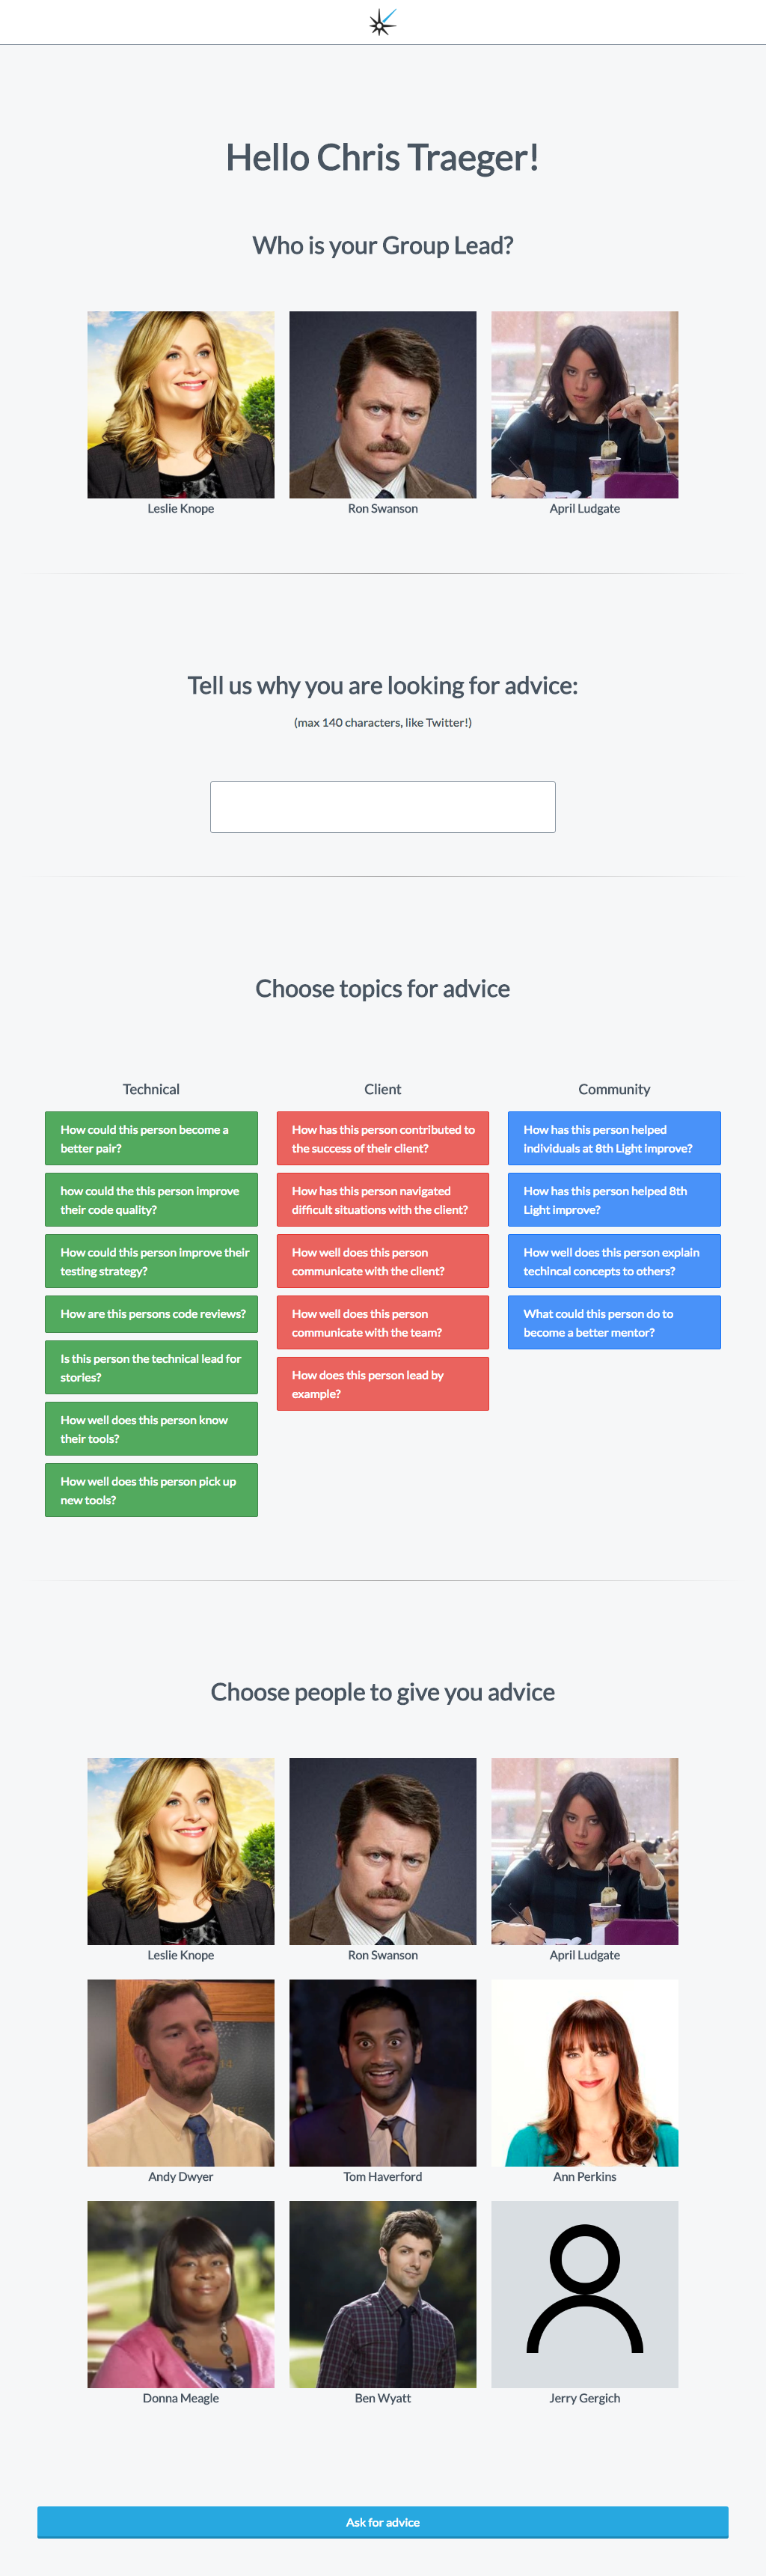 Hello Chris Traeger!
Who is your Group Lead?
Leslie Knope
Ron Swanson
April Ludgate
Tell us why you are looking for advice:
(max 140 characters, like Twitter!)
Choose topics for advice
Technical
How could this person become a
better pair?
how could the this person improve
their code quality?
How could this person improve their
testing strategy?
How are this persons code reviews?
Is this person the technical lead for
stories?
How well does this person know
their tools?
How well does this person pick up
new tools?
Client
How has this person contributed to
the success of their client?
How has this person navigated
difficult situations with the client?
How well does this person
communicate with the client?
How well does this person
communicate with the team?
How does this person lead by
example?
Community
How has this person helped
individuals at 8th Light improve?
How has this person helped 8th
Light improve?
How well does this person explain
techincal concepts to others?
What could this person do to
become a better mentor?
Choose people to give you advice
Leslie Knope
Ron Swanson
April Ludgate
Andy Dwyer
Tom Haverford
Ann Perkins
Donna Meagle
Ben Wyatt
Jerry Gergich
Ask for advice